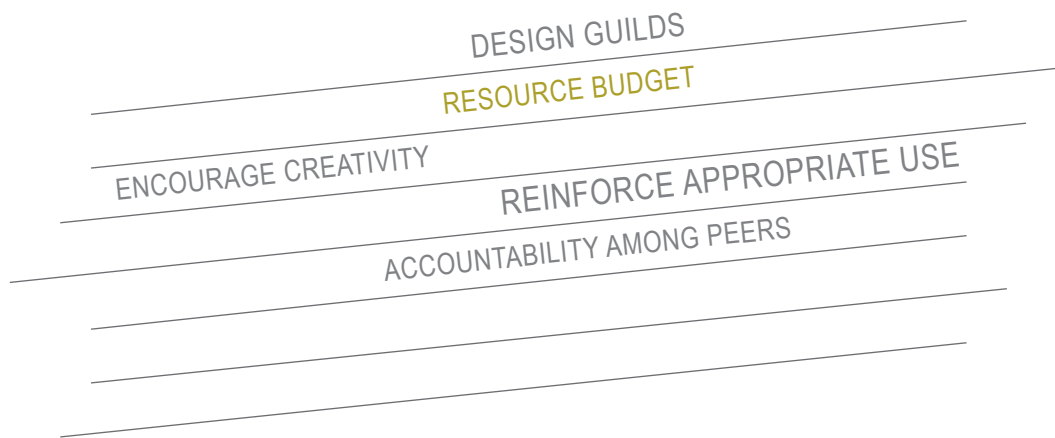 DESIGN GUILDS
RESOURCE BUDGET
ENCOURAGE CREATIVITY
REINFORCE APPROPRIATE USE
ACCOUNTABILITY AMONG PEERS